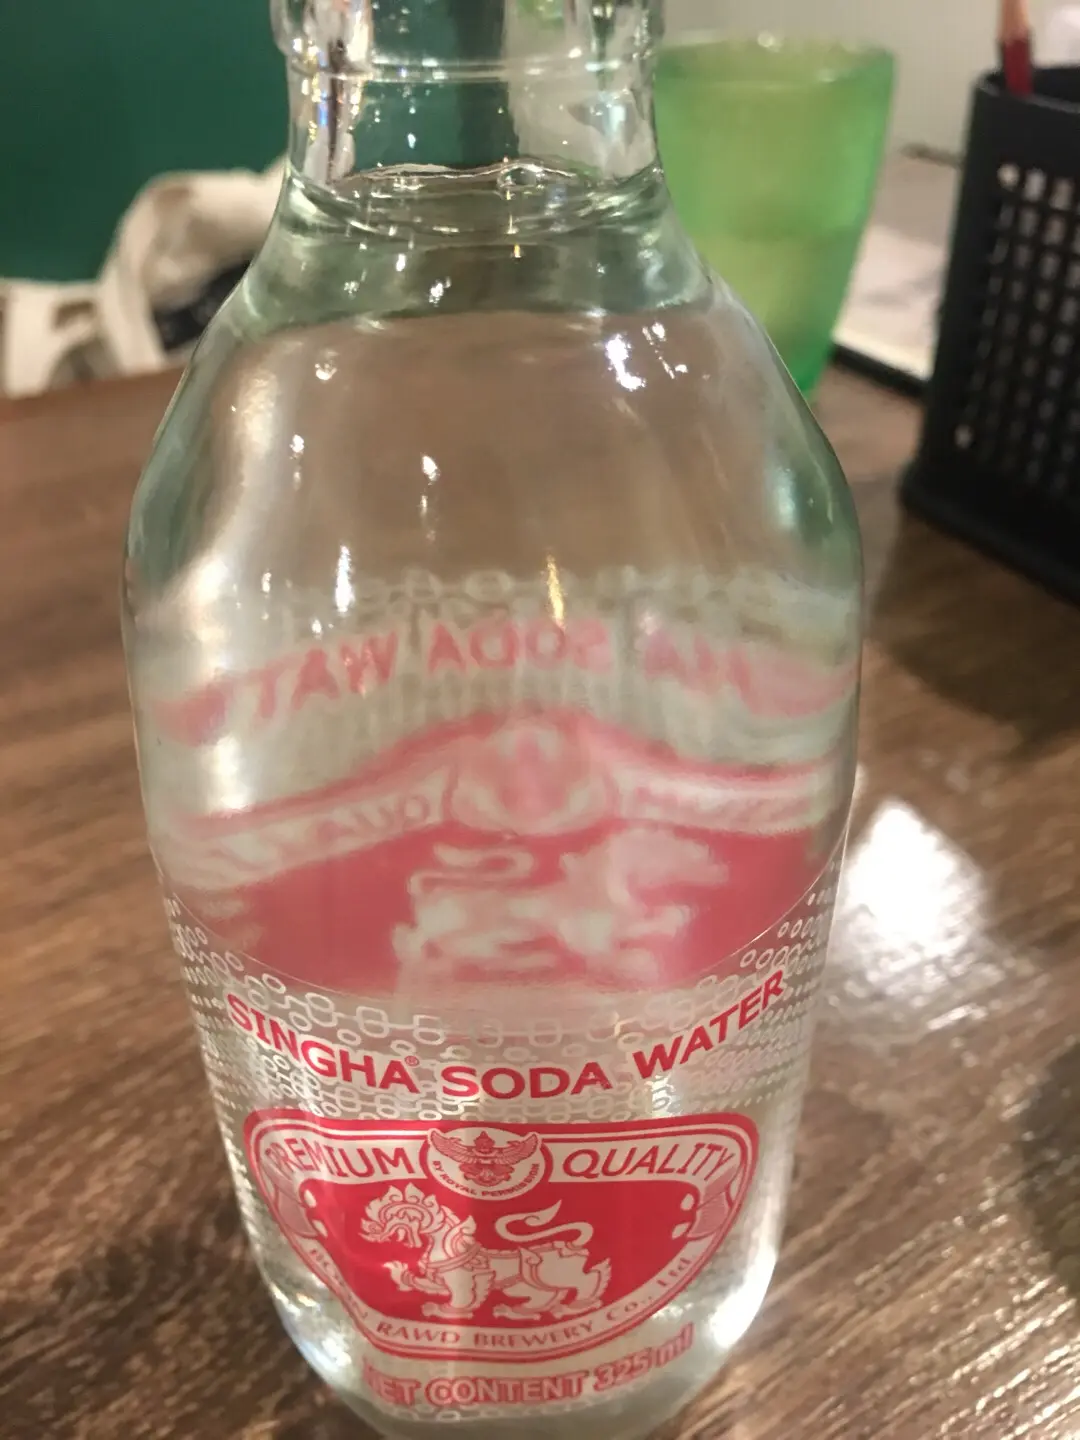 SINGHA® SODA WATER
PREMIUM QUALITY
BY ROYAL PERMISSION
RAWD BREWERY Co., Ltd
NET CONTENT 325 ml